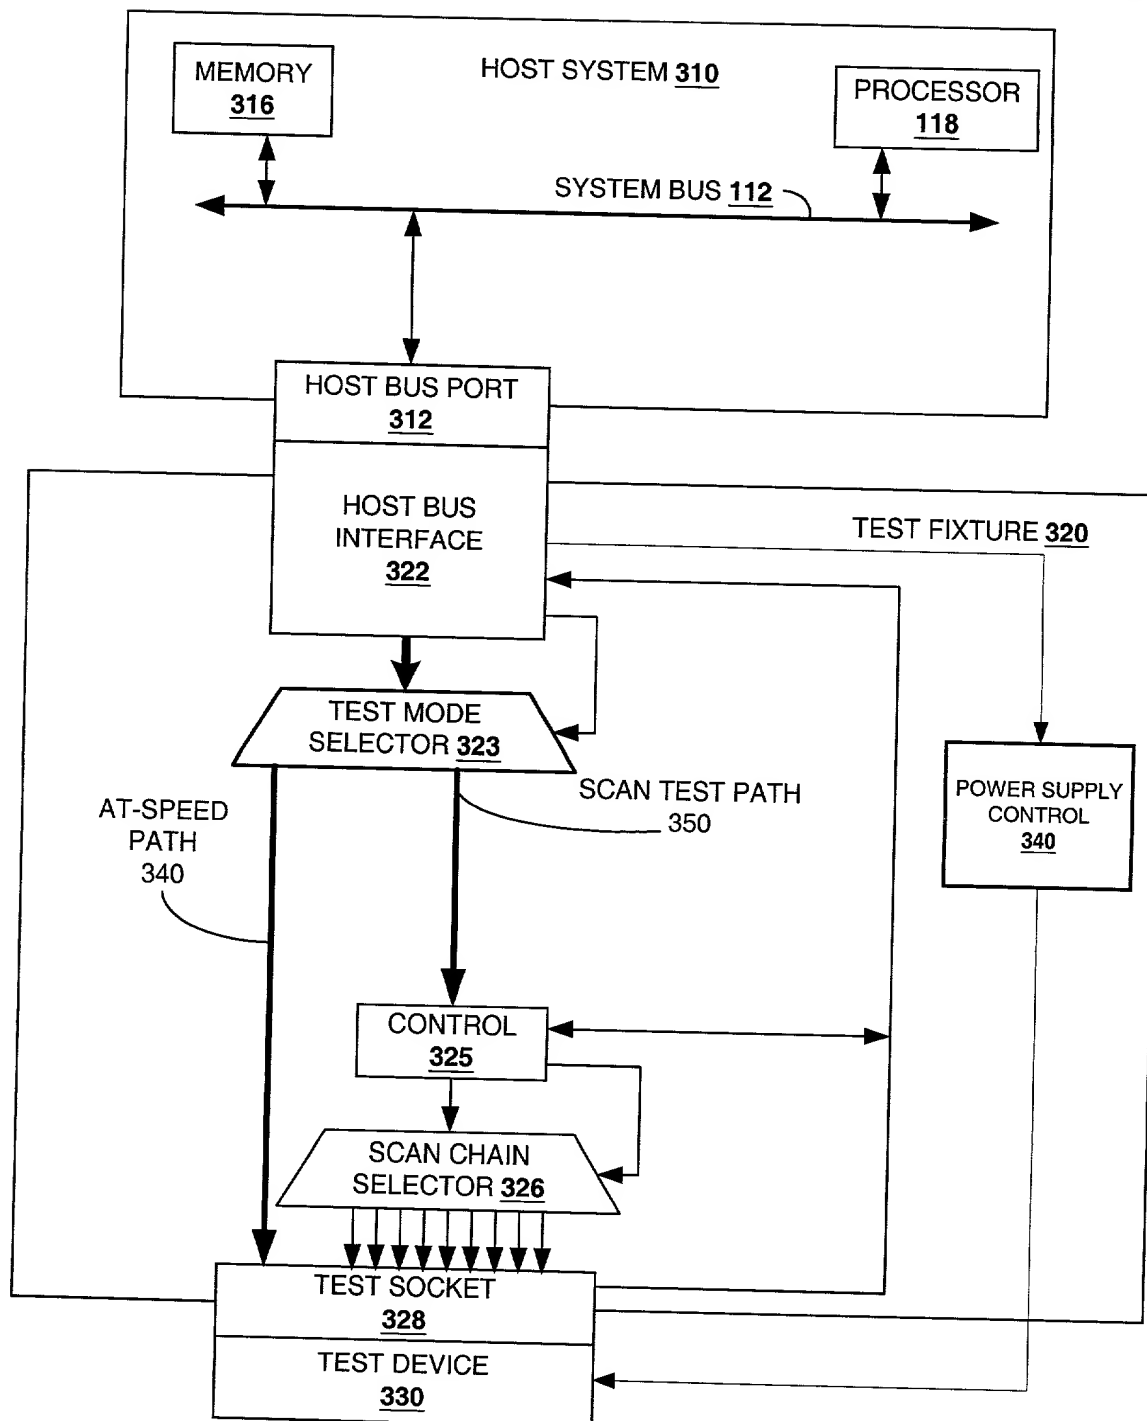 MEMORY
316
HOST SYSTEM 310
PROCESSOR
118
SYSTEM BUS 112
HOST BUS PORT
312
HOST BUS
INTERFACE
322
TEST FIXTURE 320
TEST MODE
SELECTOR 323
AT-SPEED
PATH
340
SCAN TEST PATH
350
POWER SUPPLY
CONTROL
340
CONTROL
325
SCAN CHAIN
SELECTOR 326
TEST SOCKET
328
TEST DEVICE
330